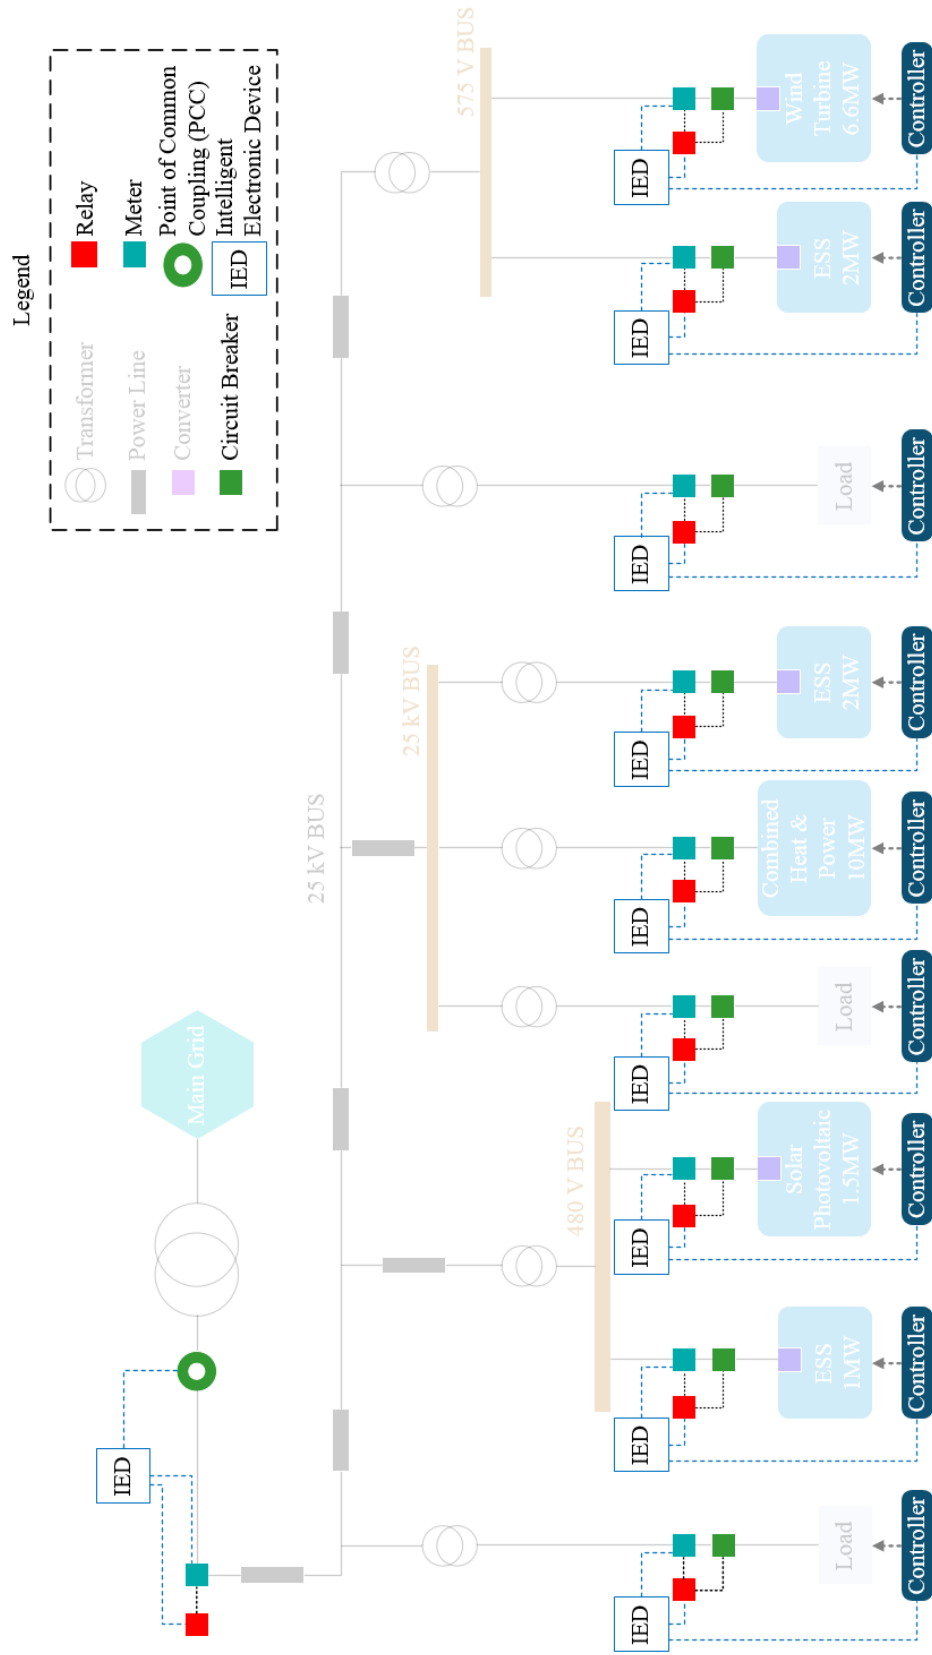 Legend
Transformer
Power Line
Converter
Circuit Breaker
Relay
Meter
Point of Common
Coupling (PCC)
IED
Intelligent
Electronic Device
Main Grid
IED
25 kV BUS
480 V BUS
25 kV BUS
575 V BUS
IED
IED
IED
IED
IED
IED
IED
IED
IED
Load
ESS
1MW
Solar
Photovoltaic
1.5MW
Load
Combined
Heat &
Power
10MW
ESS
2MW
Load
ESS
2MW
Wind
Turbine
6.6MW
Controller
Controller
Controller
Controller
Controller
Controller
Controller
Controller
Controller